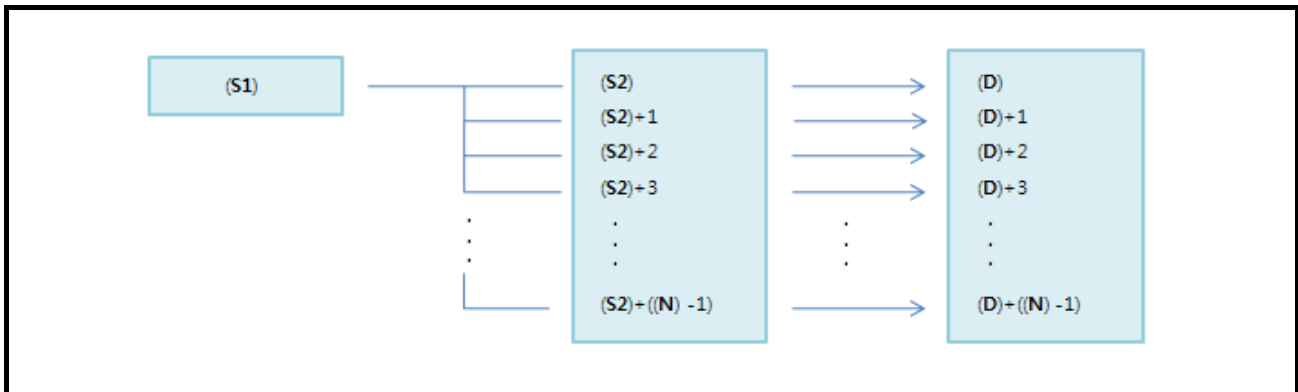 (S1)
(S2)
(S2)+1
(S2)+2
(S2)+3
.
.
.
(S2)+((N) -1)
(D)
(D)+1
(D)+2
(D)+3
.
.
.
(D)+((N) -1)